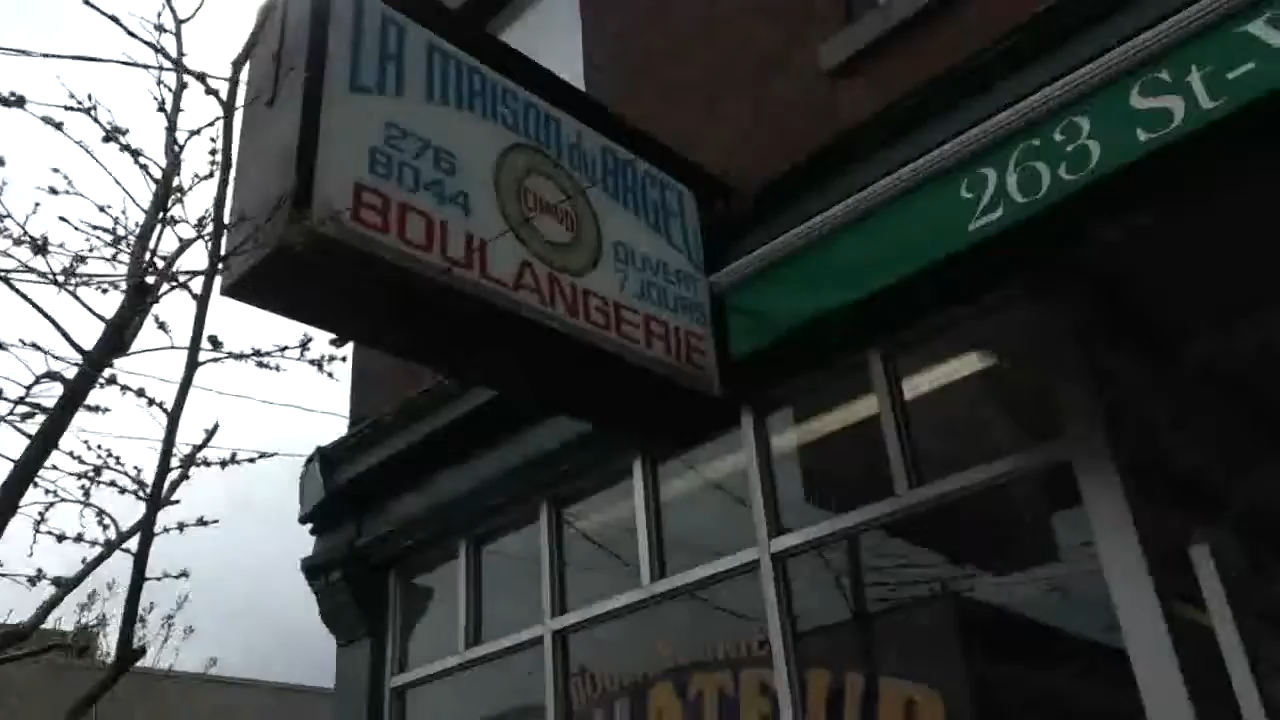 LA MAISON du BAGEL
276
8044
OUVERT
7 JOURS
BOULANGERIE
263 St-